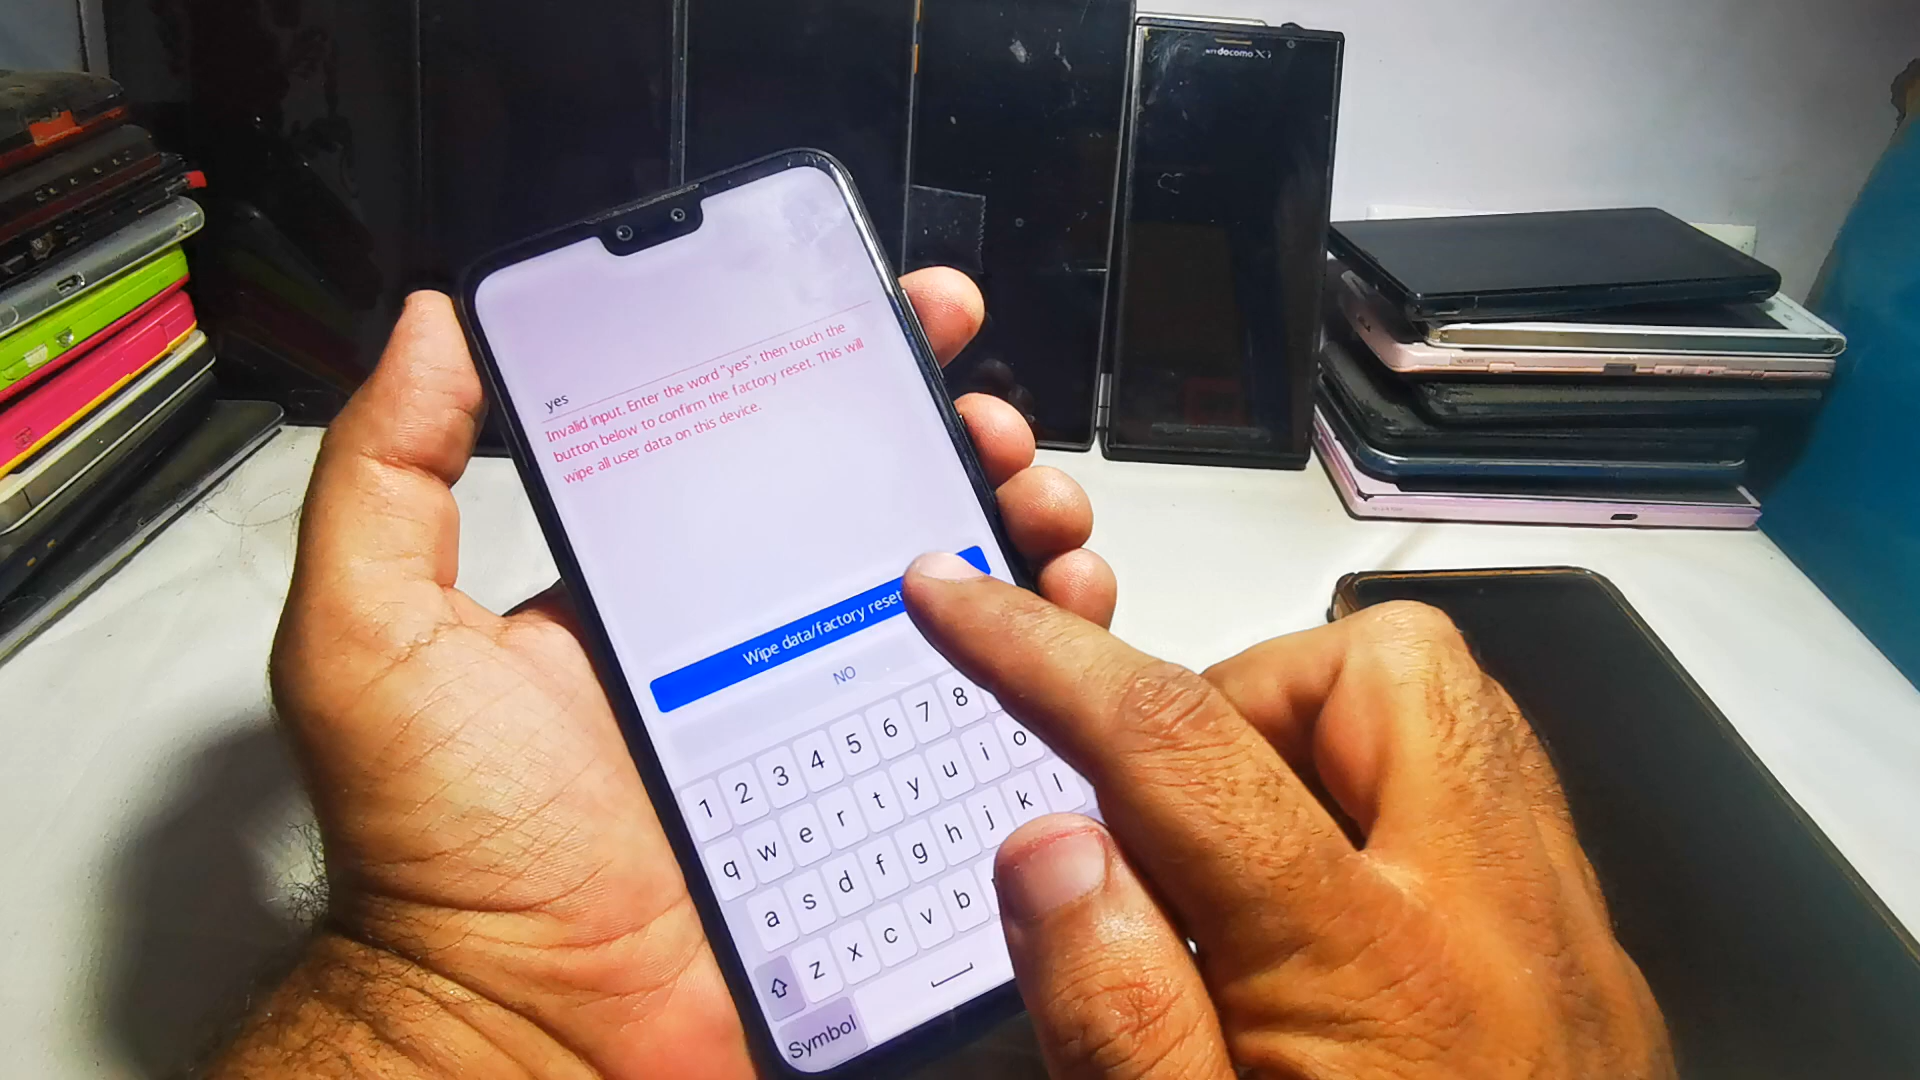 docomo Xi
yes
Invalid input. Enter the word "yes", then touch the
button below to confirm the factory reset. This will
wipe all user data on this device.
Wipe data/factory reset
NO
1 2 3 4 5 6 7 8
q w e r t y u i o
a s d f g h j k l
z x c v b
Symbol